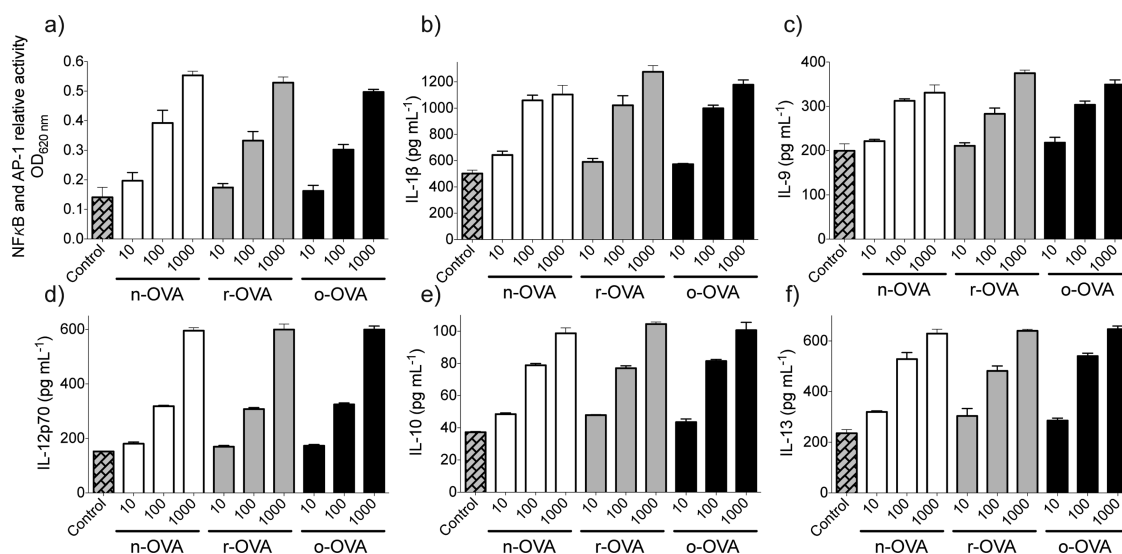 a)
NFκB and AP-1 relative activity
OD620 nm
0.6
0.5
0.4
0.3
0.2
0.1
0.0
Control
10
100
1000
10
100
1000
10
100
1000
n-OVA
r-OVA
o-OVA
b)
IL-1β (pg mL-1)
1200
1000
800
600
400
200
0
Control
10
100
1000
10
100
1000
10
100
1000
n-OVA
r-OVA
o-OVA
c)
IL-9 (pg mL-1)
400
300
200
100
0
Control
10
100
1000
10
100
1000
10
100
1000
n-OVA
r-OVA
o-OVA
d)
IL-12p70 (pg mL-1)
600
400
200
0
Control
10
100
1000
10
100
1000
10
100
1000
n-OVA
r-OVA
o-OVA
e)
IL-10 (pg mL-1)
100
80
60
40
20
0
Control
10
100
1000
10
100
1000
10
100
1000
n-OVA
r-OVA
o-OVA
f)
IL-13 (pg mL-1)
600
400
200
0
Control
10
100
1000
10
100
1000
10
100
1000
n-OVA
r-OVA
o-OVA